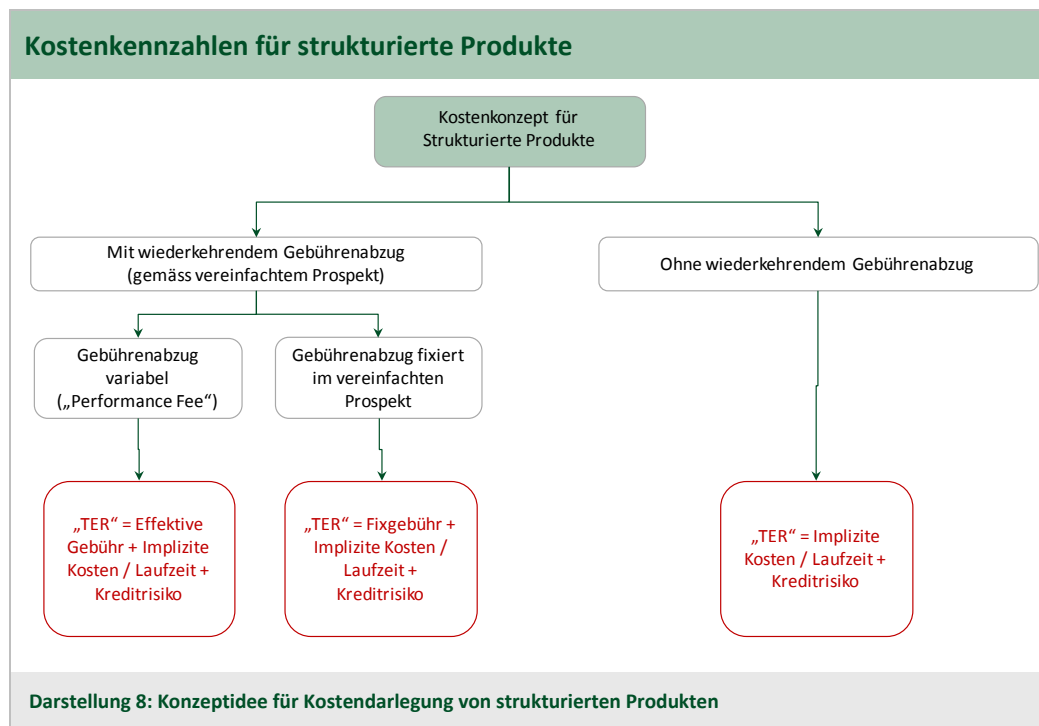 Kostenkennzahlen für strukturierte Produkte
Kostenkonzept für
Strukturierte Produkte
Mit wiederkehrendem Gebührenabzug
(gemäss vereinfachtem Prospekt)
Ohne wiederkehrendem Gebührenabzug
Gebührenabzug
variabel
(„Performance Fee“)
Gebührenabzug fixiert
im vereinfachten
Prospekt
„TER“ = Effektive
Gebühr + Implizite
Kosten / Laufzeit +
Kreditrisiko
„TER“ = Fixgebühr +
Implizite Kosten /
Laufzeit +
Kreditrisiko
„TER“ = Implizite
Kosten / Laufzeit +
Kreditrisiko
Darstellung 8: Konzeptidee für Kostendarlegung von strukturierten Produkten